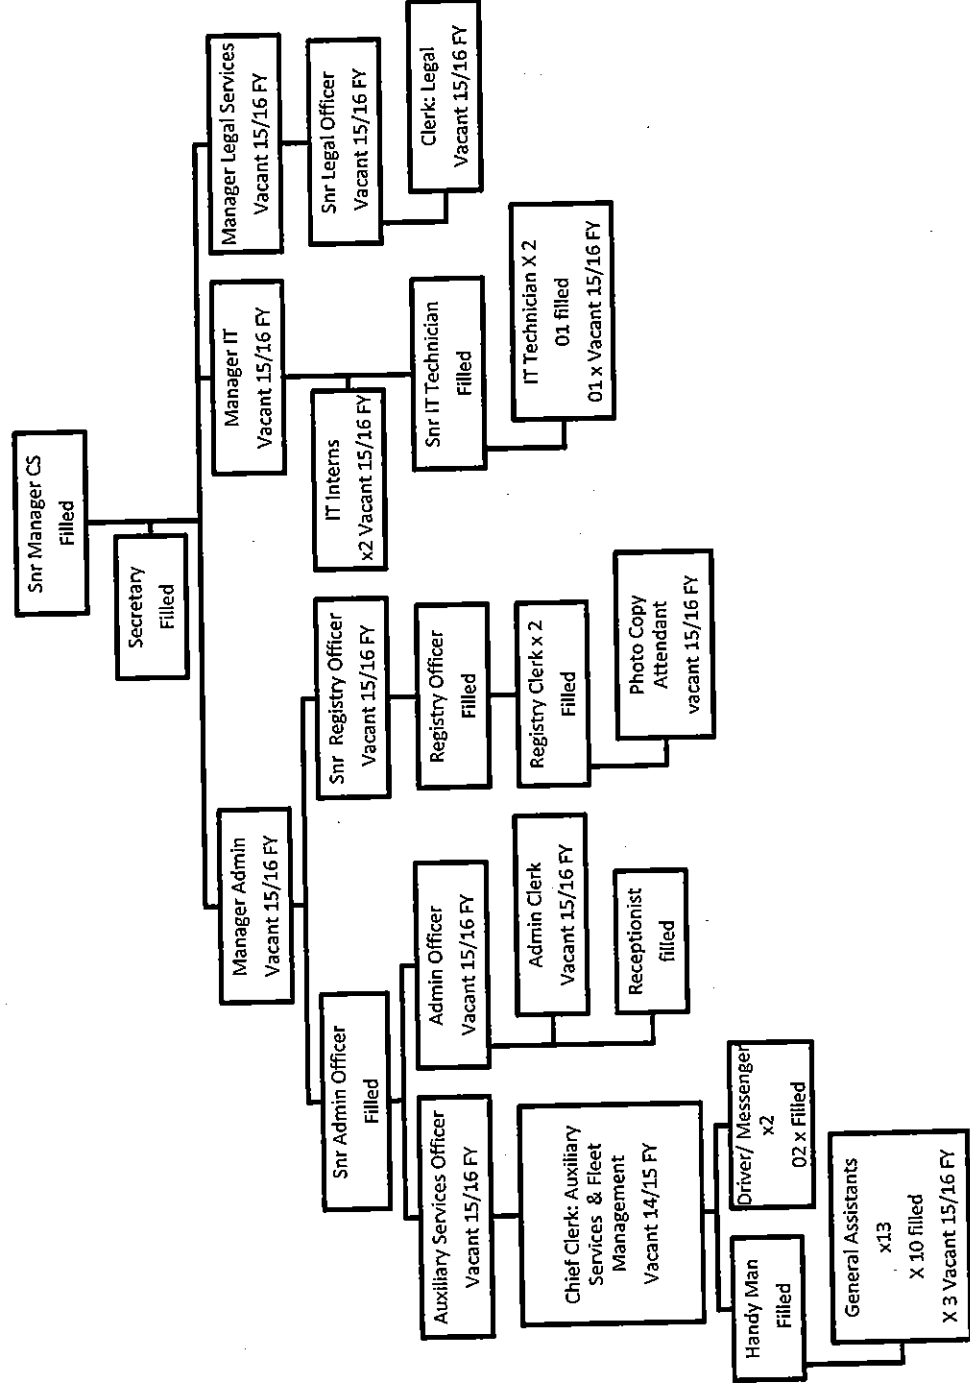 Snr Manager CS
Filled
Secretary
Filled
Manager Admin
Vacant 15/16 FY
Manager IT
Vacant 15/16 FY
Manager Legal Services
Vacant 15/16 FY
Snr Admin Officer
Filled
Snr Registry Officer
Vacant 15/16 FY
IT Interns
x2 Vacant 15/16 FY
Snr Legal Officer
Vacant 15/16 FY
Auxiliary Services Officer
Vacant 15/16 FY
Admin Officer
Vacant 15/16 FY
Registry Officer
Filled
Snr IT Technician
Filled
Clerk: Legal
Vacant 15/16 FY
Chief Clerk: Auxiliary
Services & Fleet
Management
Vacant 14/15 FY
Admin Clerk
Vacant 15/16 FY
Registry Clerk x 2
Filled
IT Technician X 2
01 filled
01 x Vacant 15/16 FY
Receptionist
filled
Photo Copy
Attendant
vacant 15/16 FY
Handy Man
Filled
Driver/ Messenger
x2
02 x Filled
General Assistants
x13
X 10 filled
X 3 Vacant 15/16 FY